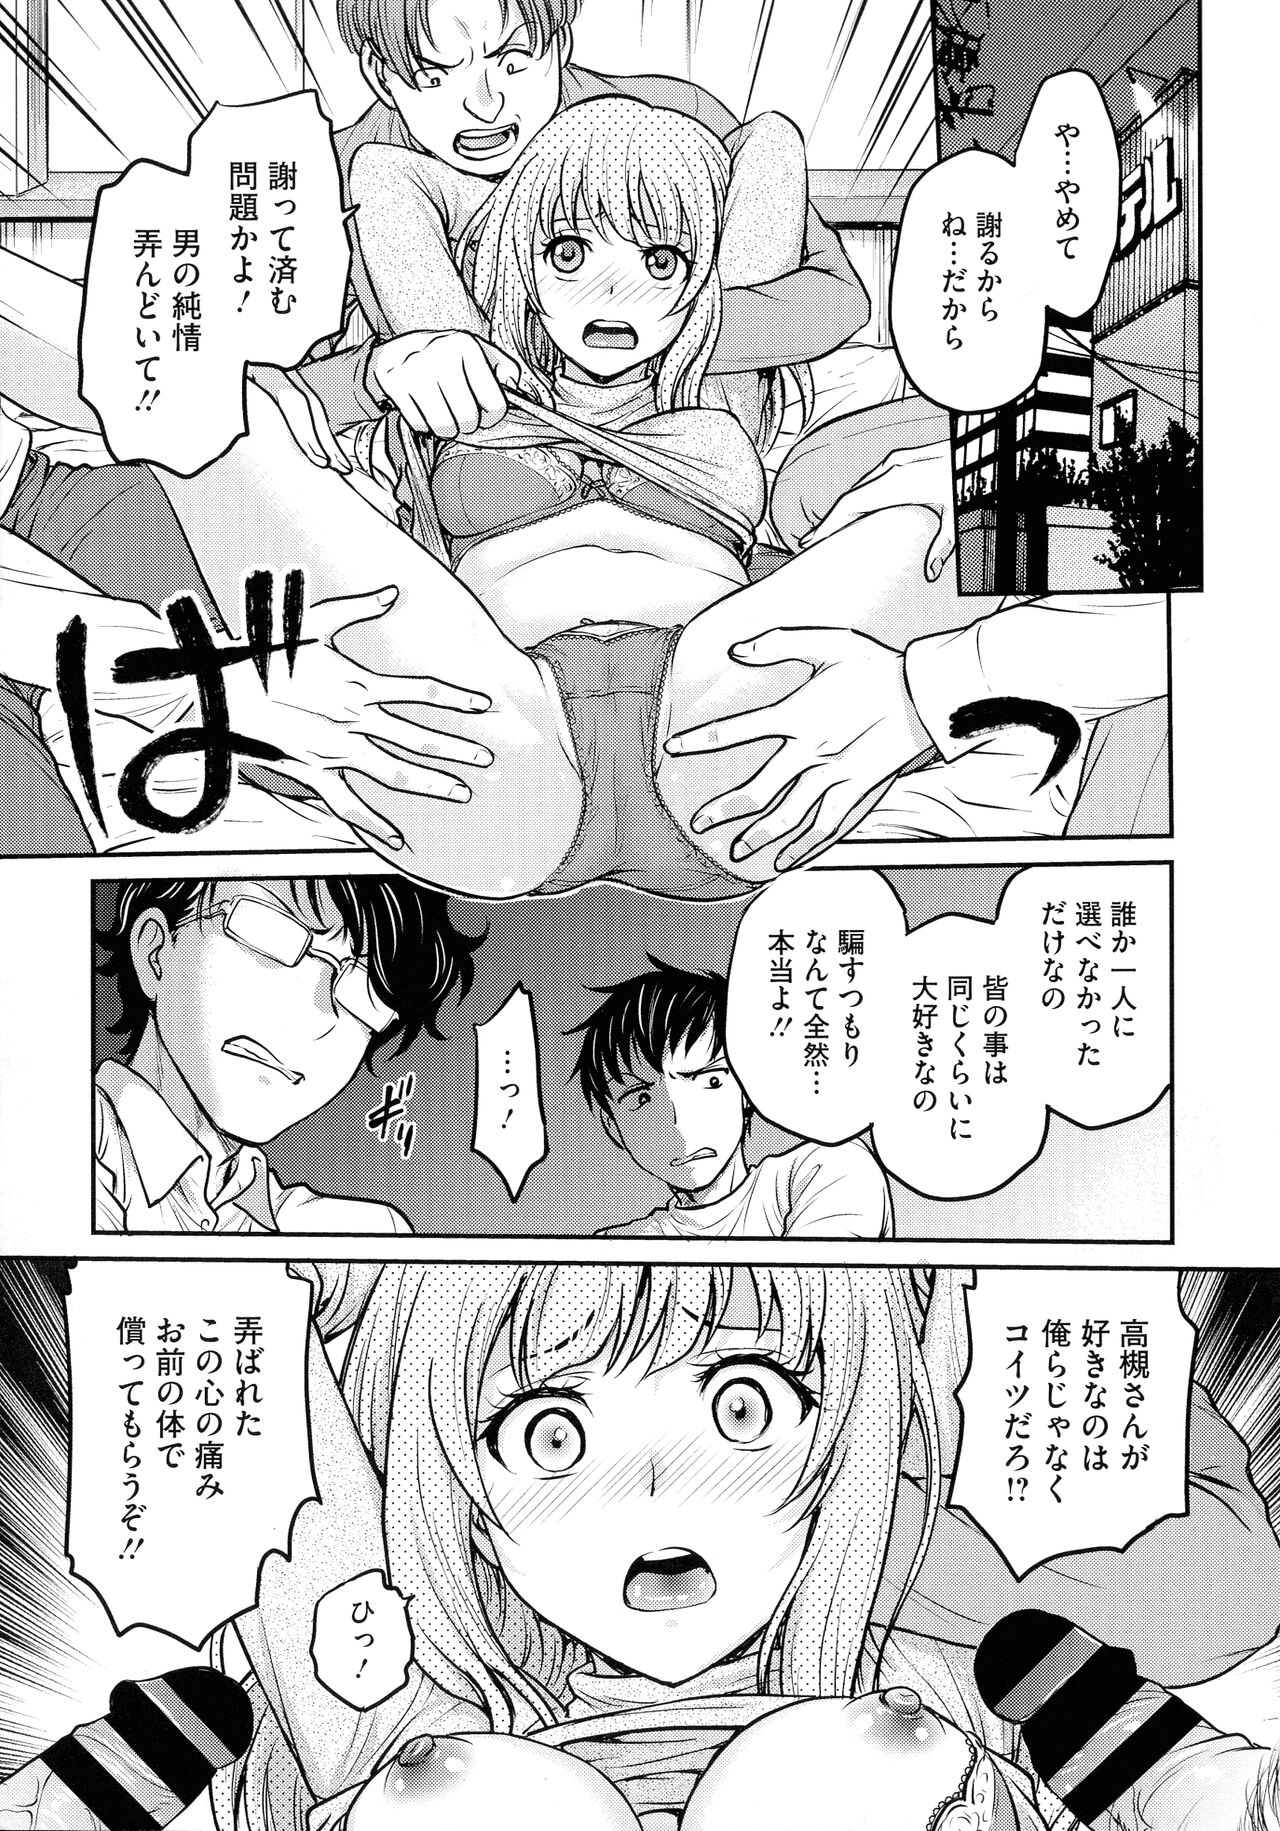 テル
や…やめて
謝るから
ね…だから
謝って済む
問題かよ！
男の純情
弄んどいて!!
ばっ
誰か一人に
選べなかった
だけなの
皆の事は
同じくらいに
大好きなの
騙すつもり
なんて全然…
本当よ!!
…っ！
ギリ
高槻さんが
好きなのは
俺らじゃなく
コイツだろ!?
弄ばれた
この心の痛み
お前の体で
償ってもらうぞ!!
ひっ！